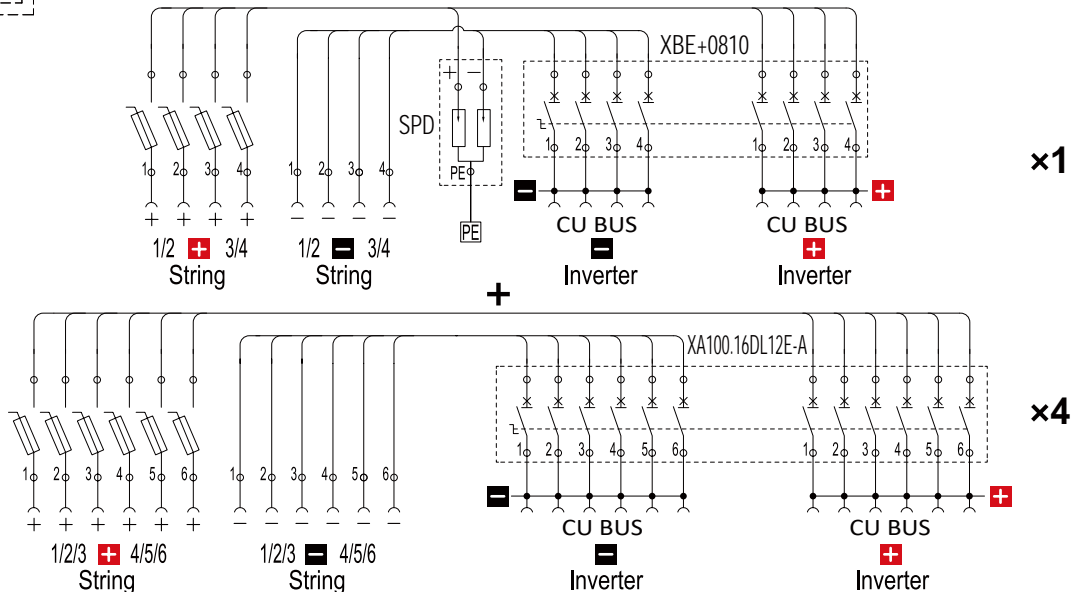 XBE+0810
+ −
SPD
1 2 3 4
1 2 3 4
PE
1 2 3 4
1 2 3 4
×1
− +
+ + + +
− − − −
PE
CU BUS
CU BUS
1/2 + 3/4
1/2 − 3/4
− +
String
String
Inverter
Inverter
+
XA100.16DL12E-A
×4
1 2 3 4 5 6
1 2 3 4 5 6
1 2 3 4 5 6
1 2 3 4 5 6
− +
+ + + + + +
− − − − − −
CU BUS
CU BUS
1/2/3 + 4/5/6
1/2/3 − 4/5/6
− +
String
String
Inverter
Inverter